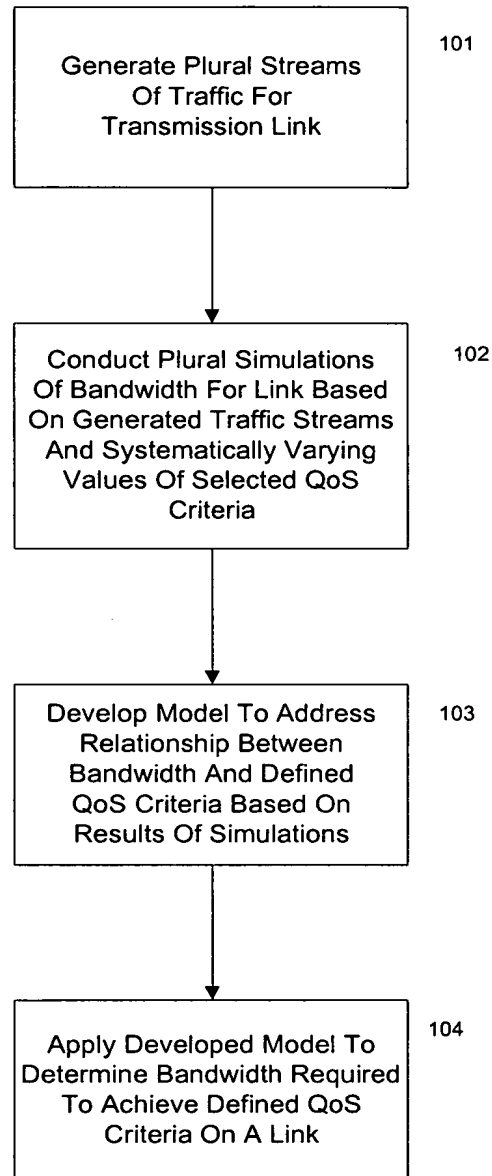 Generate Plural Streams
Of Traffic For
Transmission Link
101
Conduct Plural Simulations
Of Bandwidth For Link Based
On Generated Traffic Streams
And Systematically Varying
Values Of Selected QoS
Criteria
102
Develop Model To Address
Relationship Between
Bandwidth And Defined
QoS Criteria Based On
Results Of Simulations
103
Apply Developed Model To
Determine Bandwidth Required
To Achieve Defined QoS
Criteria On A Link
104